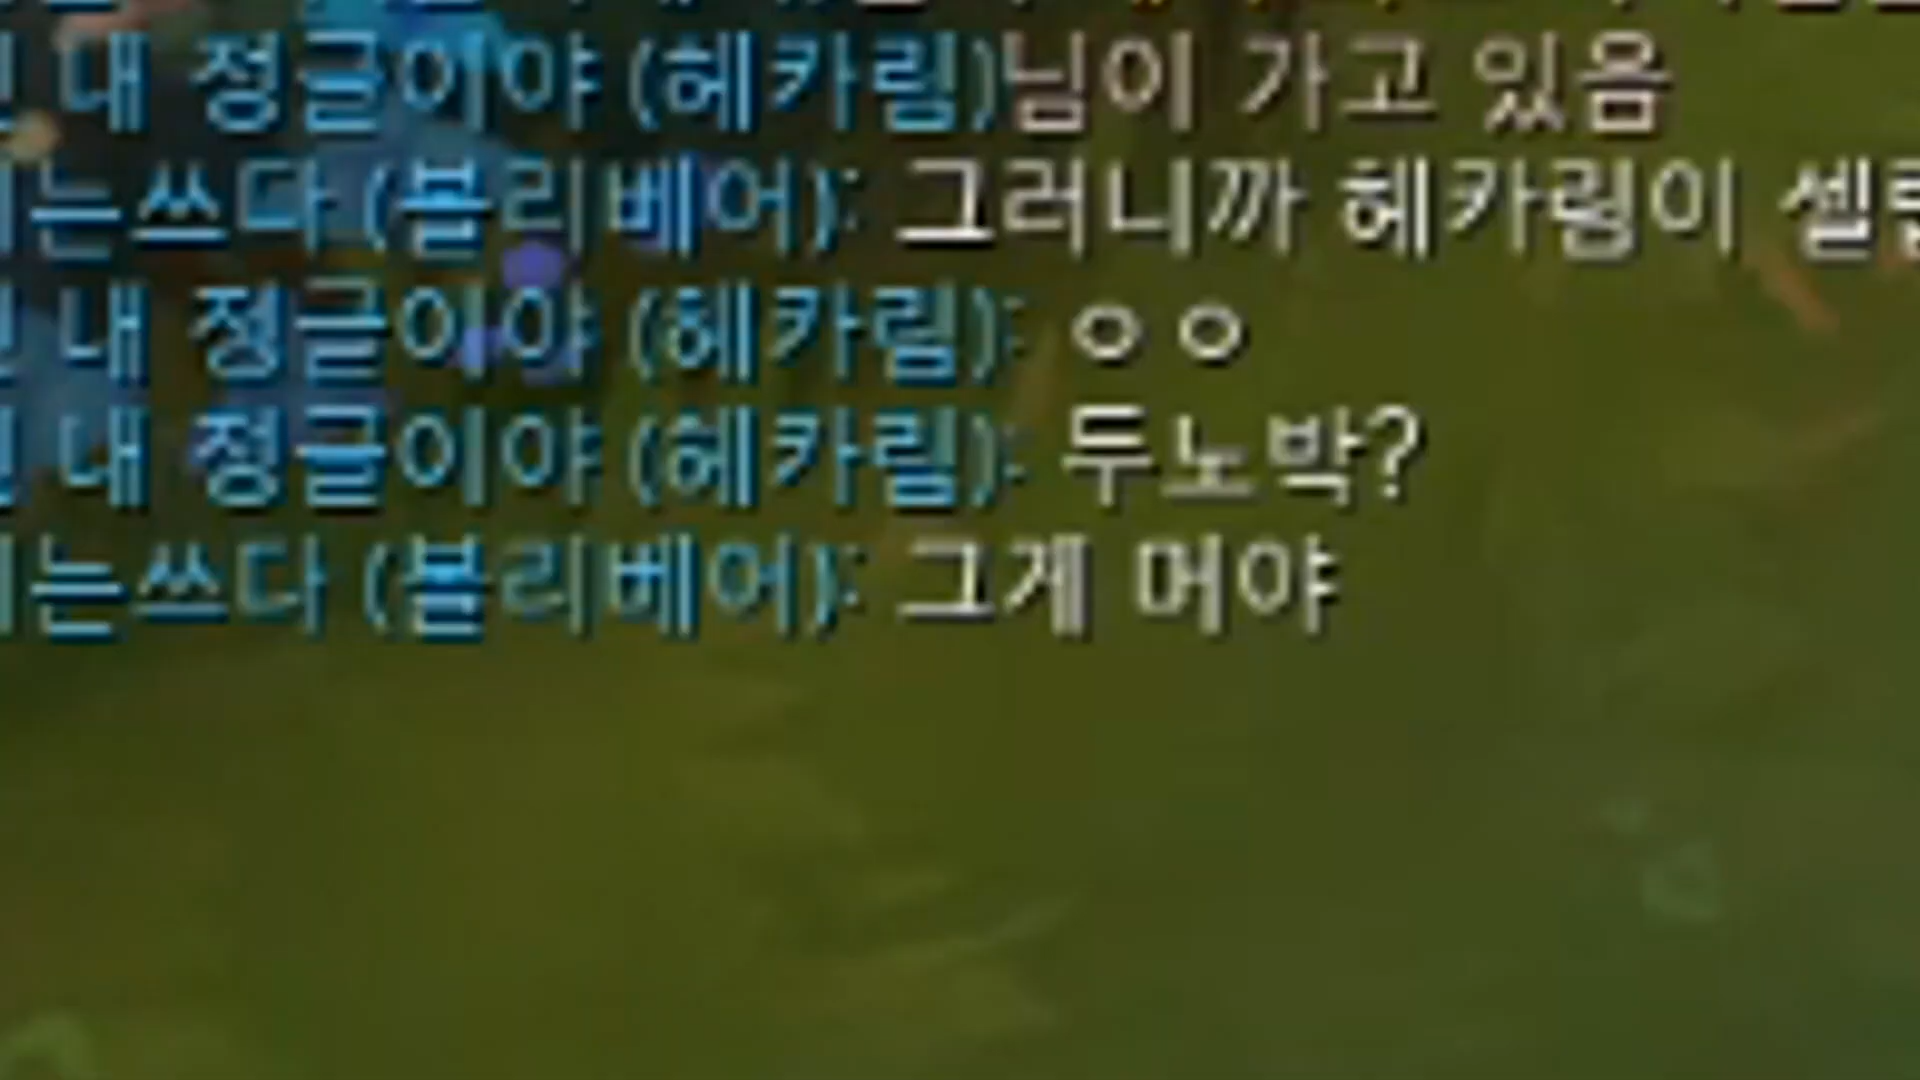 내 정글이야 (헤카림)님이 가고 있음
는쓰다 (볼리베어): 그러니까 헤카림이
내 정글이야 (헤카림): ㅇㅇ
내 정글이야 (헤카림): 두노박?
는쓰다 (볼리베어): 그게 머야